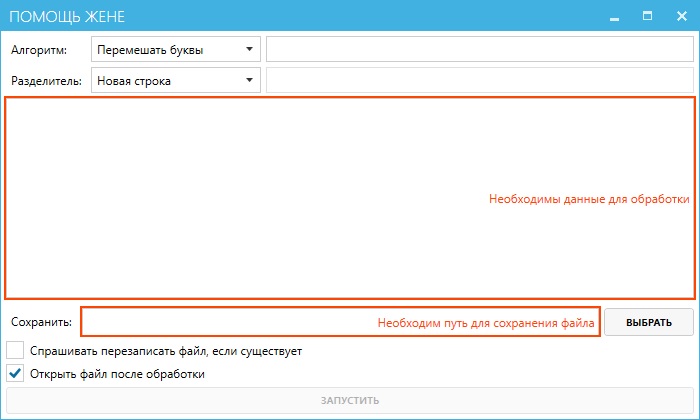 ПОМОЩЬ ЖЕНЕ
Алгоритм: Перемешать буквы
Разделитель: Новая строка
Необходимы данные для обработки
Сохранить: Необходим путь для сохранения файла ВЫБРАТЬ
Спрашивать перезаписать файл, если существует
Открыть файл после обработки
ЗАПУСТИТЬ